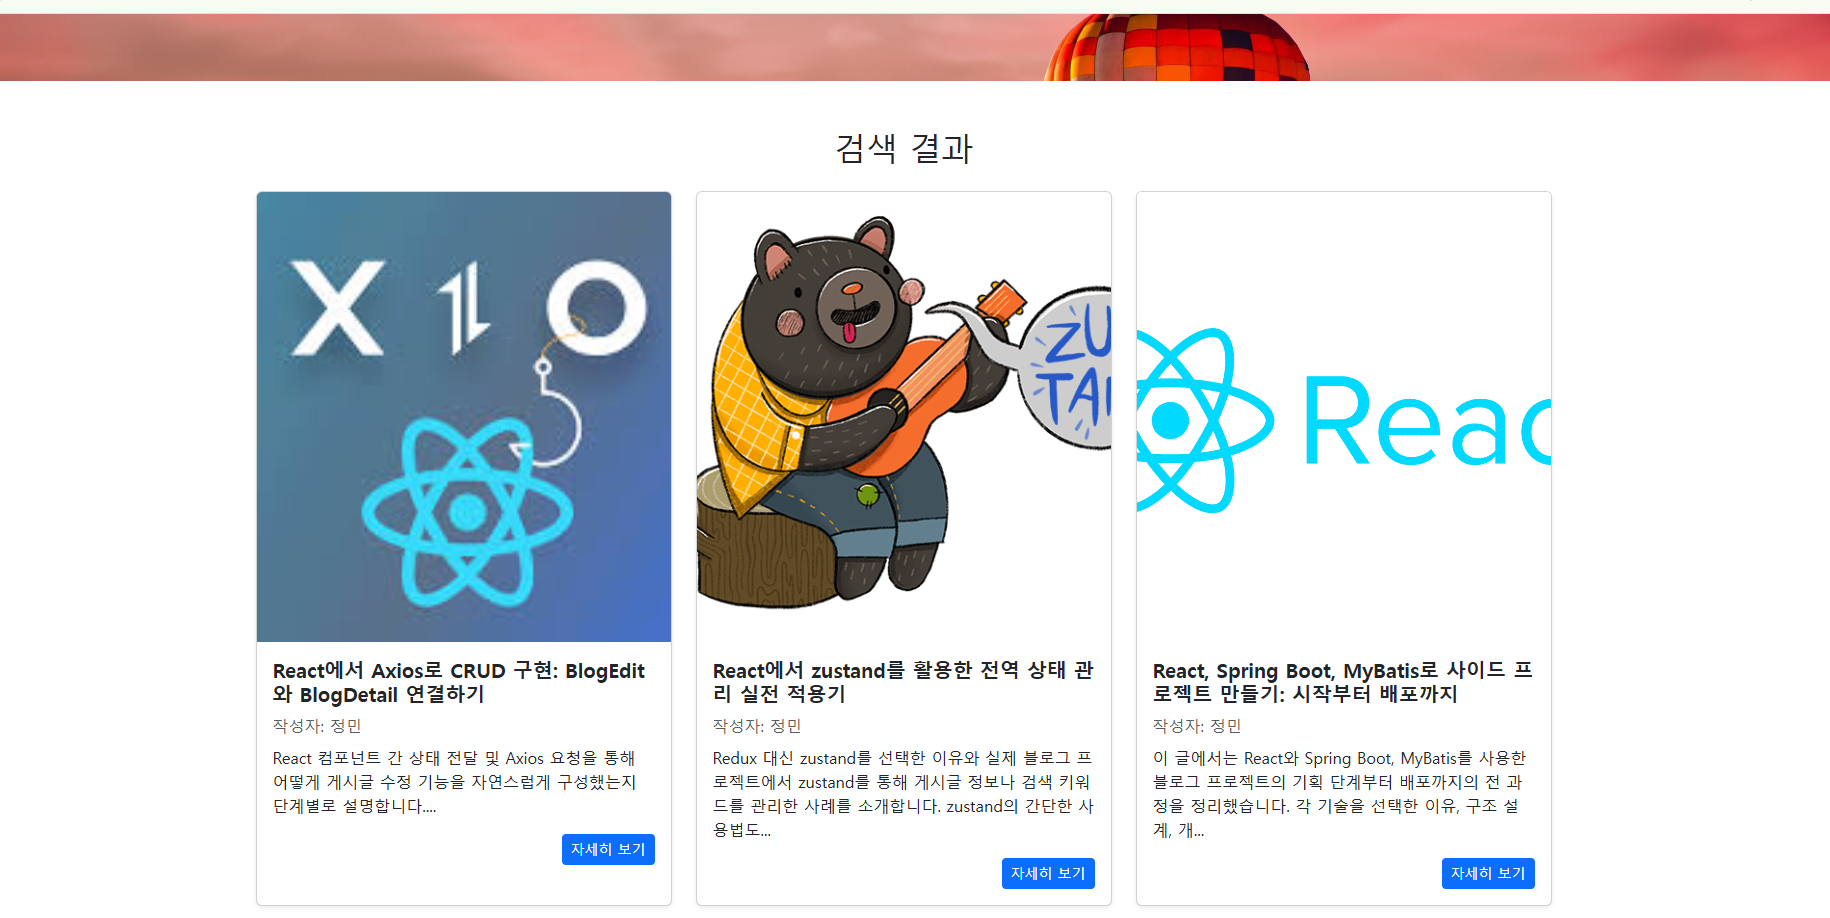 검색 결과
X O
React에서 Axios로 CRUD 구현: BlogEdit
와 BlogDetail 연결하기
작성자: 정민
React 컴포넌트 간 상태 전달 및 Axios 요청을 통해
어떻게 게시글 수정 기능을 자연스럽게 구성했는지
단계별로 설명합니다....
자세히 보기
ZU
TAN
React에서 zustand를 활용한 전역 상태 관
리 실전 적용기
작성자: 정민
Redux 대신 zustand를 선택한 이유와 실제 블로그 프
로젝트에서 zustand를 통해 게시글 정보나 검색 키워
드를 관리한 사례를 소개합니다. zustand의 간단한 사
용법도...
자세히 보기
Reac
React, Spring Boot, MyBatis로 사이드 프
로젝트 만들기: 시작부터 배포까지
작성자: 정민
이 글에서는 React와 Spring Boot, MyBatis를 사용한
블로그 프로젝트의 기획 단계부터 배포까지의 전 과
정을 정리했습니다. 각 기술을 선택한 이유, 구조 설
계, 개...
자세히 보기